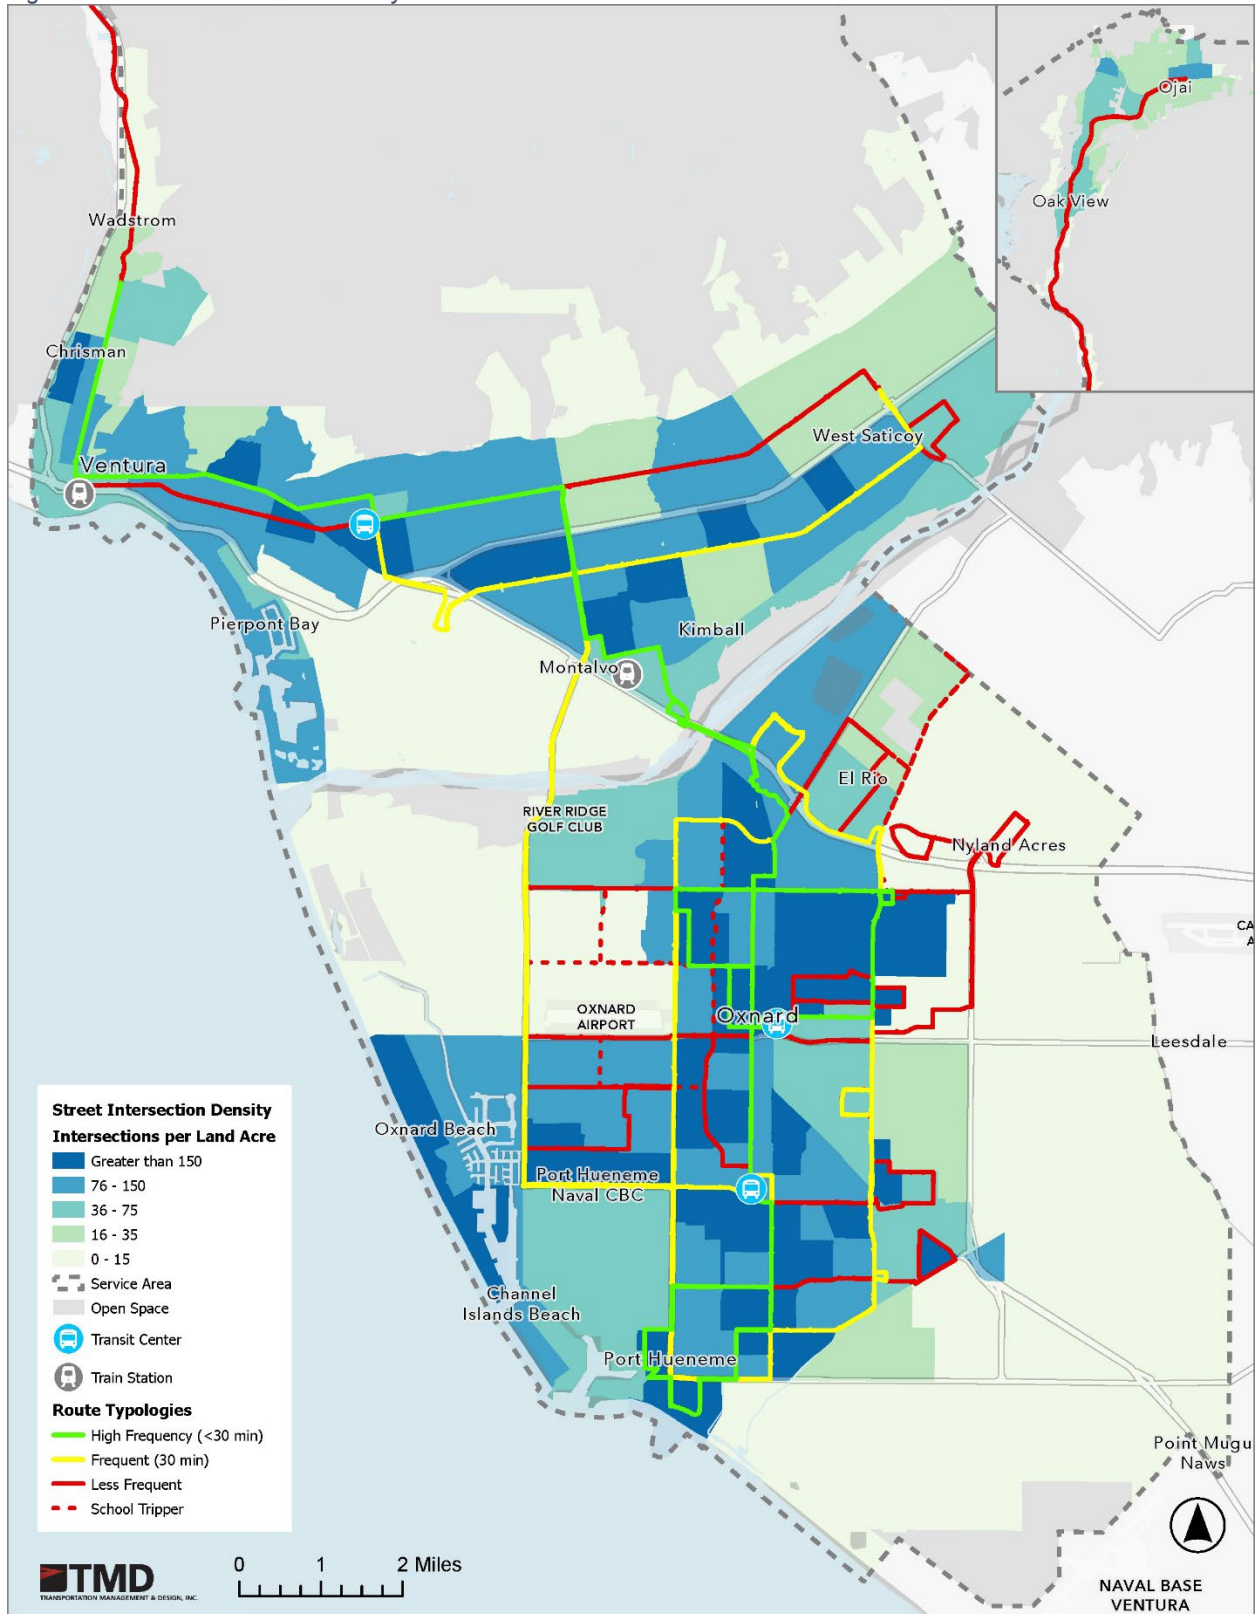 Ojai
Oak View
Wadstrom
Chrisman
West Saticoy
Ventura
Pierpont Bay
Kimball
Montalvo
El Rio
RIVER RIDGE
GOLF CLUB
Nyland Acres
CA
A
OXNARD
AIRPORT
Oxnard
Leesdale
Oxnard Beach
Port Hueneme
Naval CBC
Channel
Islands Beach
Port Hueneme
Point Mugu
Naws
NAVAL BASE
VENTURA
Street Intersection Density
Intersections per Land Acre
Greater than 150
76 - 150
36 - 75
16 - 35
0 - 15
Service Area
Open Space
Transit Center
Train Station
Route Typologies
High Frequency (<30 min)
Frequent (30 min)
Less Frequent
School Tripper
TMD
TRANSPORTATION MANAGEMENT & DESIGN, INC.
0 1 2 Miles